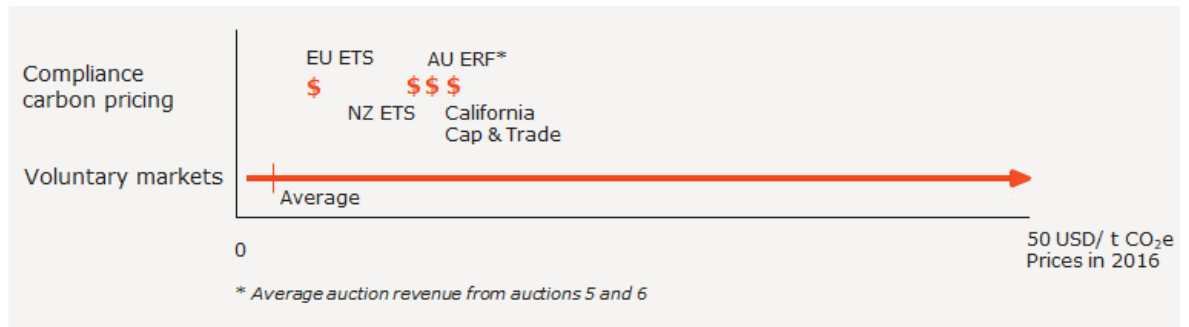 EU ETS
AU ERF*
Compliance
carbon pricing
$
$
$
$
NZ ETS
California
Cap & Trade
Voluntary markets
Average
0
50 USD/ t CO₂e
Prices in 2016
* Average auction revenue from auctions 5 and 6